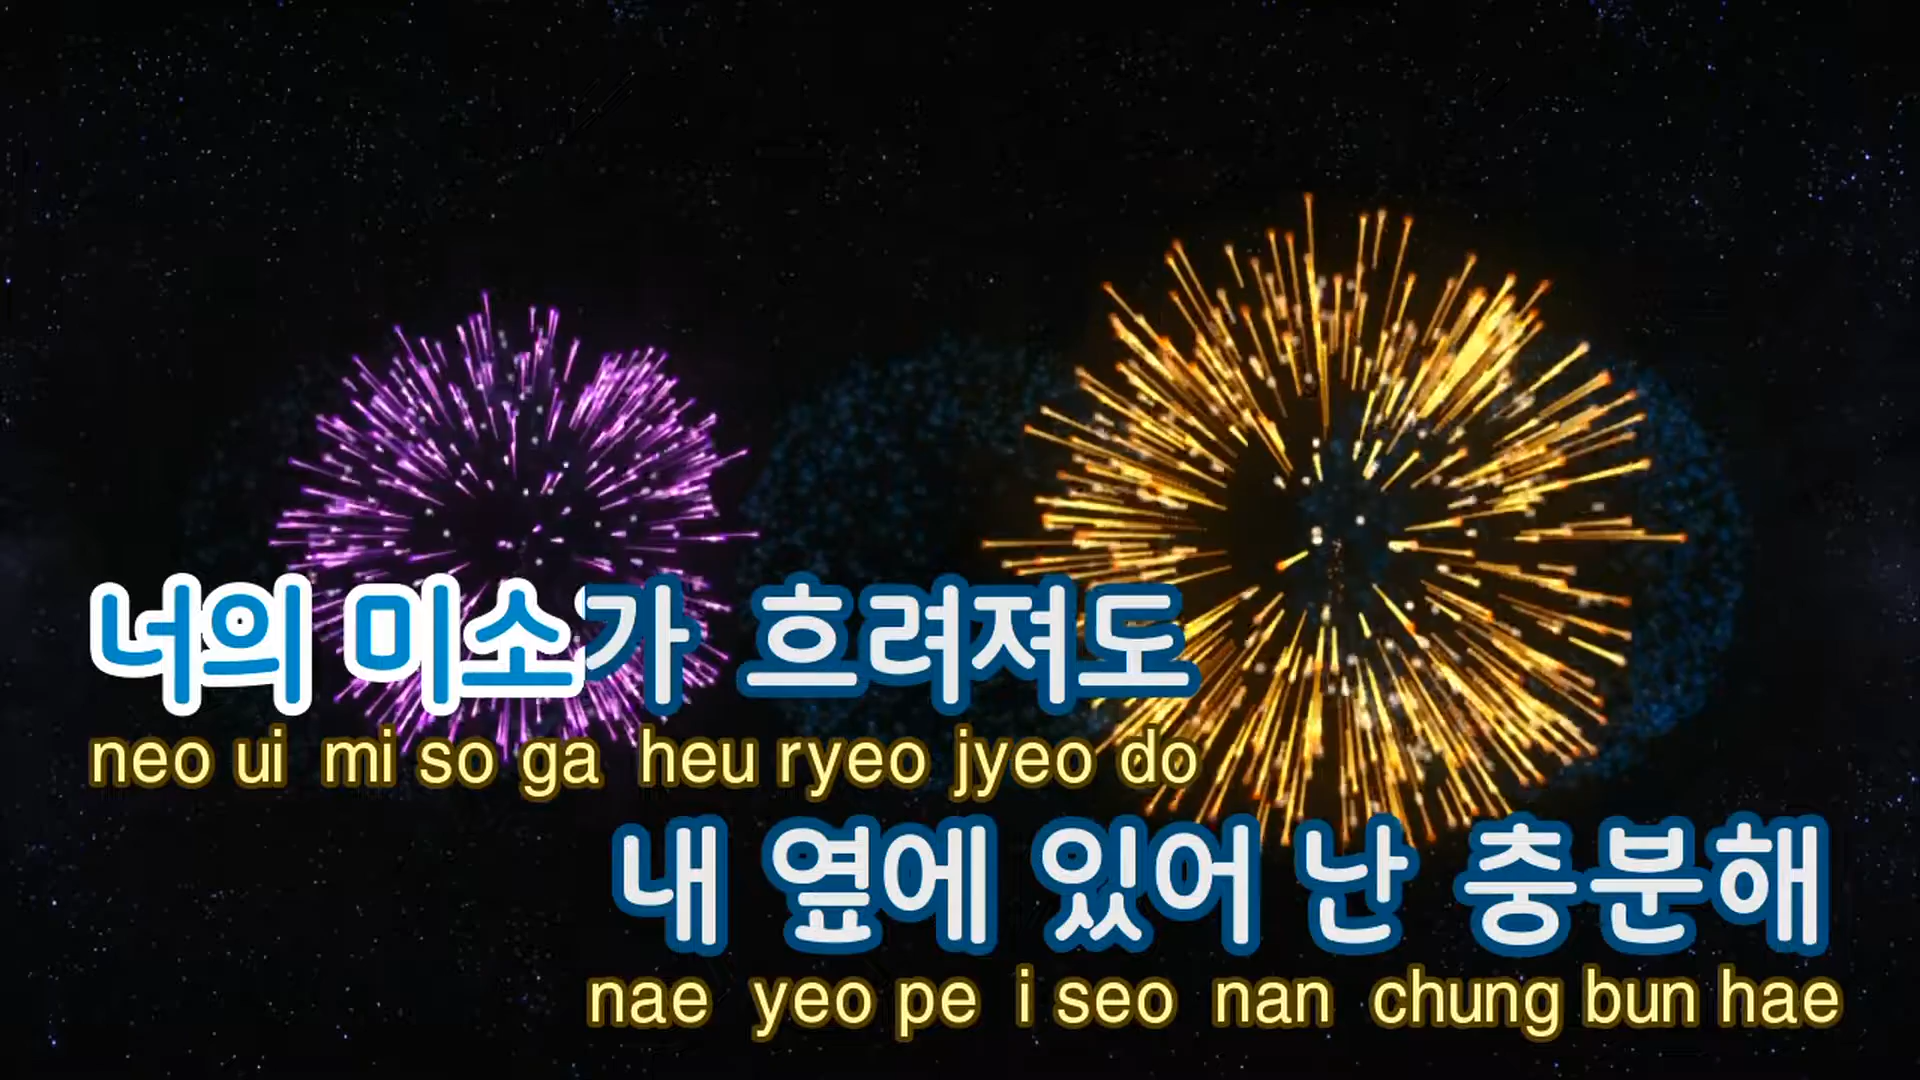 너의 미소가 흐려져도
neo ui mi so ga heu ryeo jyeo do
내 옆에 있어 난 충분해
nae yeo pe i seo nan chung bun hae